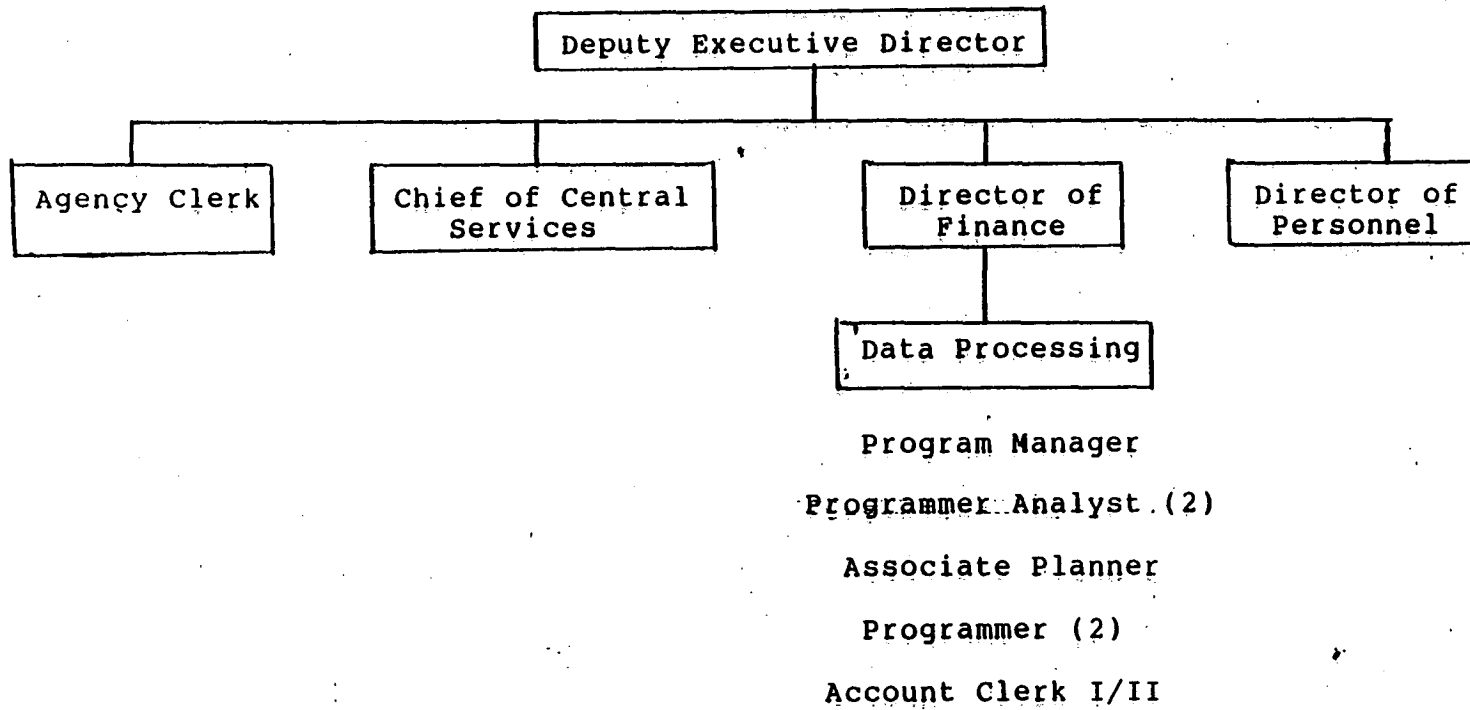 Deputy Executive Director
Agency Clerk
Chief of Central
Services
Director of
Finance
Director of
Personnel
Data Processing
Program Manager
Programmer Analyst (2)
Associate Planner
Programmer (2)
Account Clerk I/II